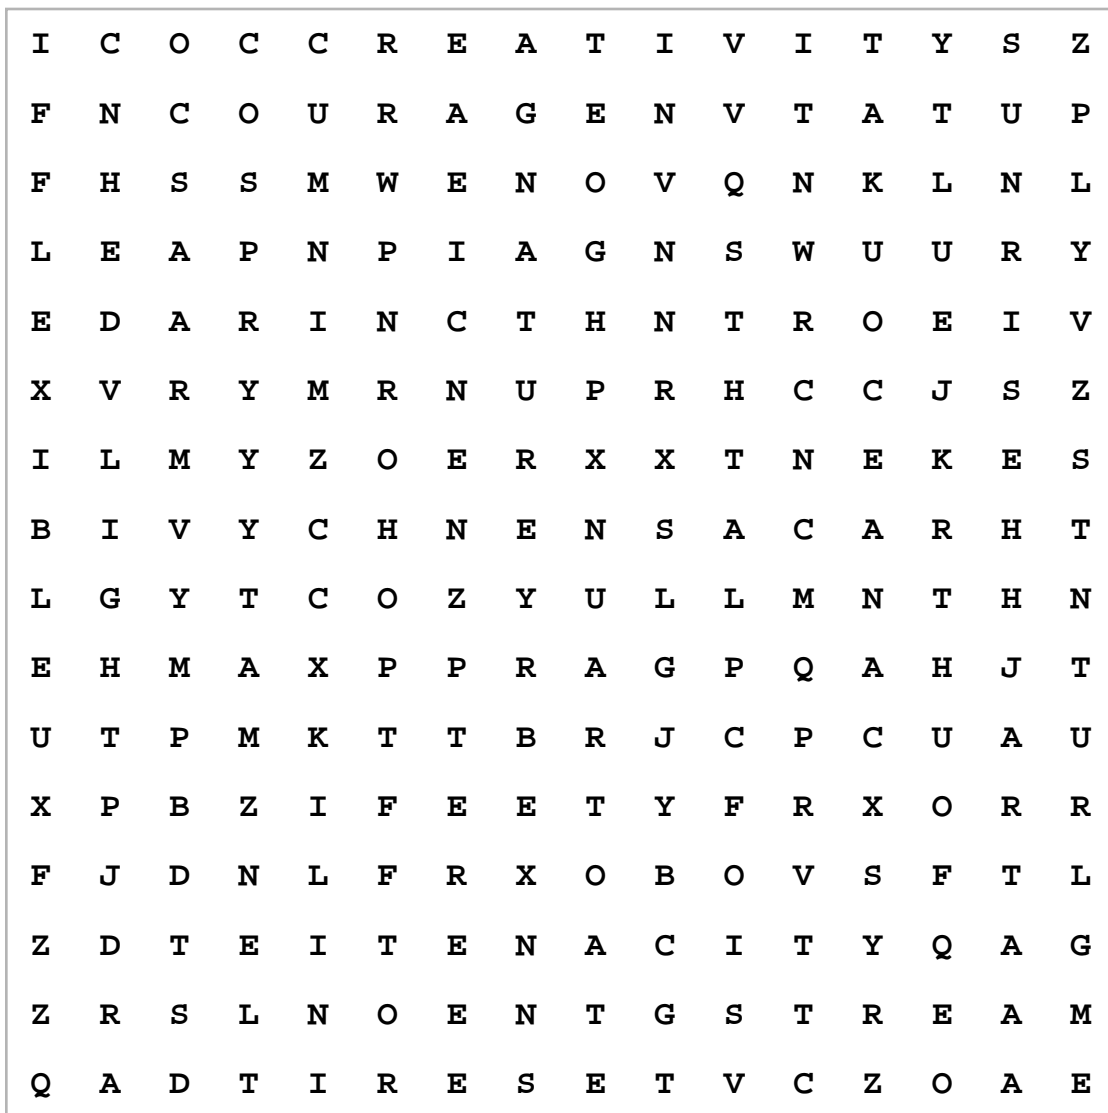 I C O C C R E A T I V I T Y S Z
F N C O U R A G E N V T A T U P
F H S S M W E N O V Q N K L N L
L E A P N P I A G N S W U U R Y
E D A R I N C T H N T R O E I V
X V R Y M R N U P R H C C J S Z
I L M Y Z O E R X X T N E K E S
B I V Y C H N E N S A C A R H T
L G Y T C O Z Y U L L M N T H N
E H M A X P P R A G P Q A H J T
U T P M K T T B R J C P C U A U
X P B Z I F E E T Y F R X O R R
F J D N L F R X O B O V S F T L
Z D T E I T E N A C I T Y Q A G
Z R S L N O E N T G S T R E A M
Q A D T I R E S E T V C Z O A E